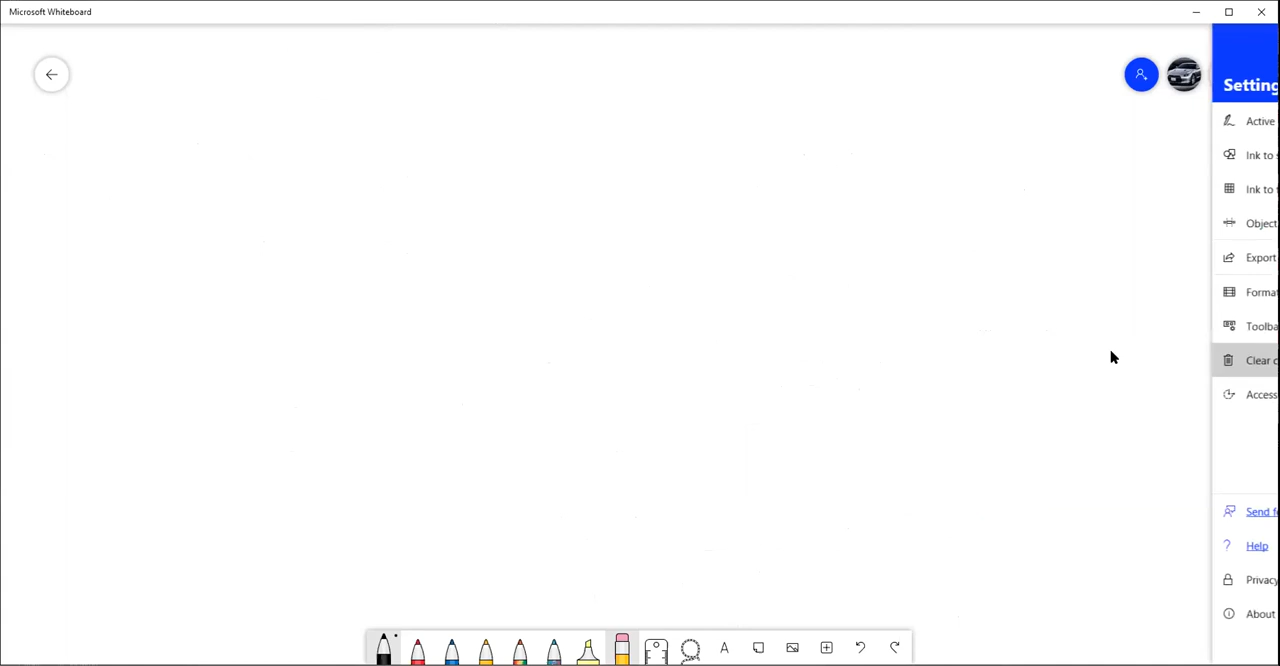 Microsoft Whiteboard
Setting
Active
Ink to
Ink to
Object
Export
Format
Toolba
Clear c
Access
Send f
Help
Privacy
About
A